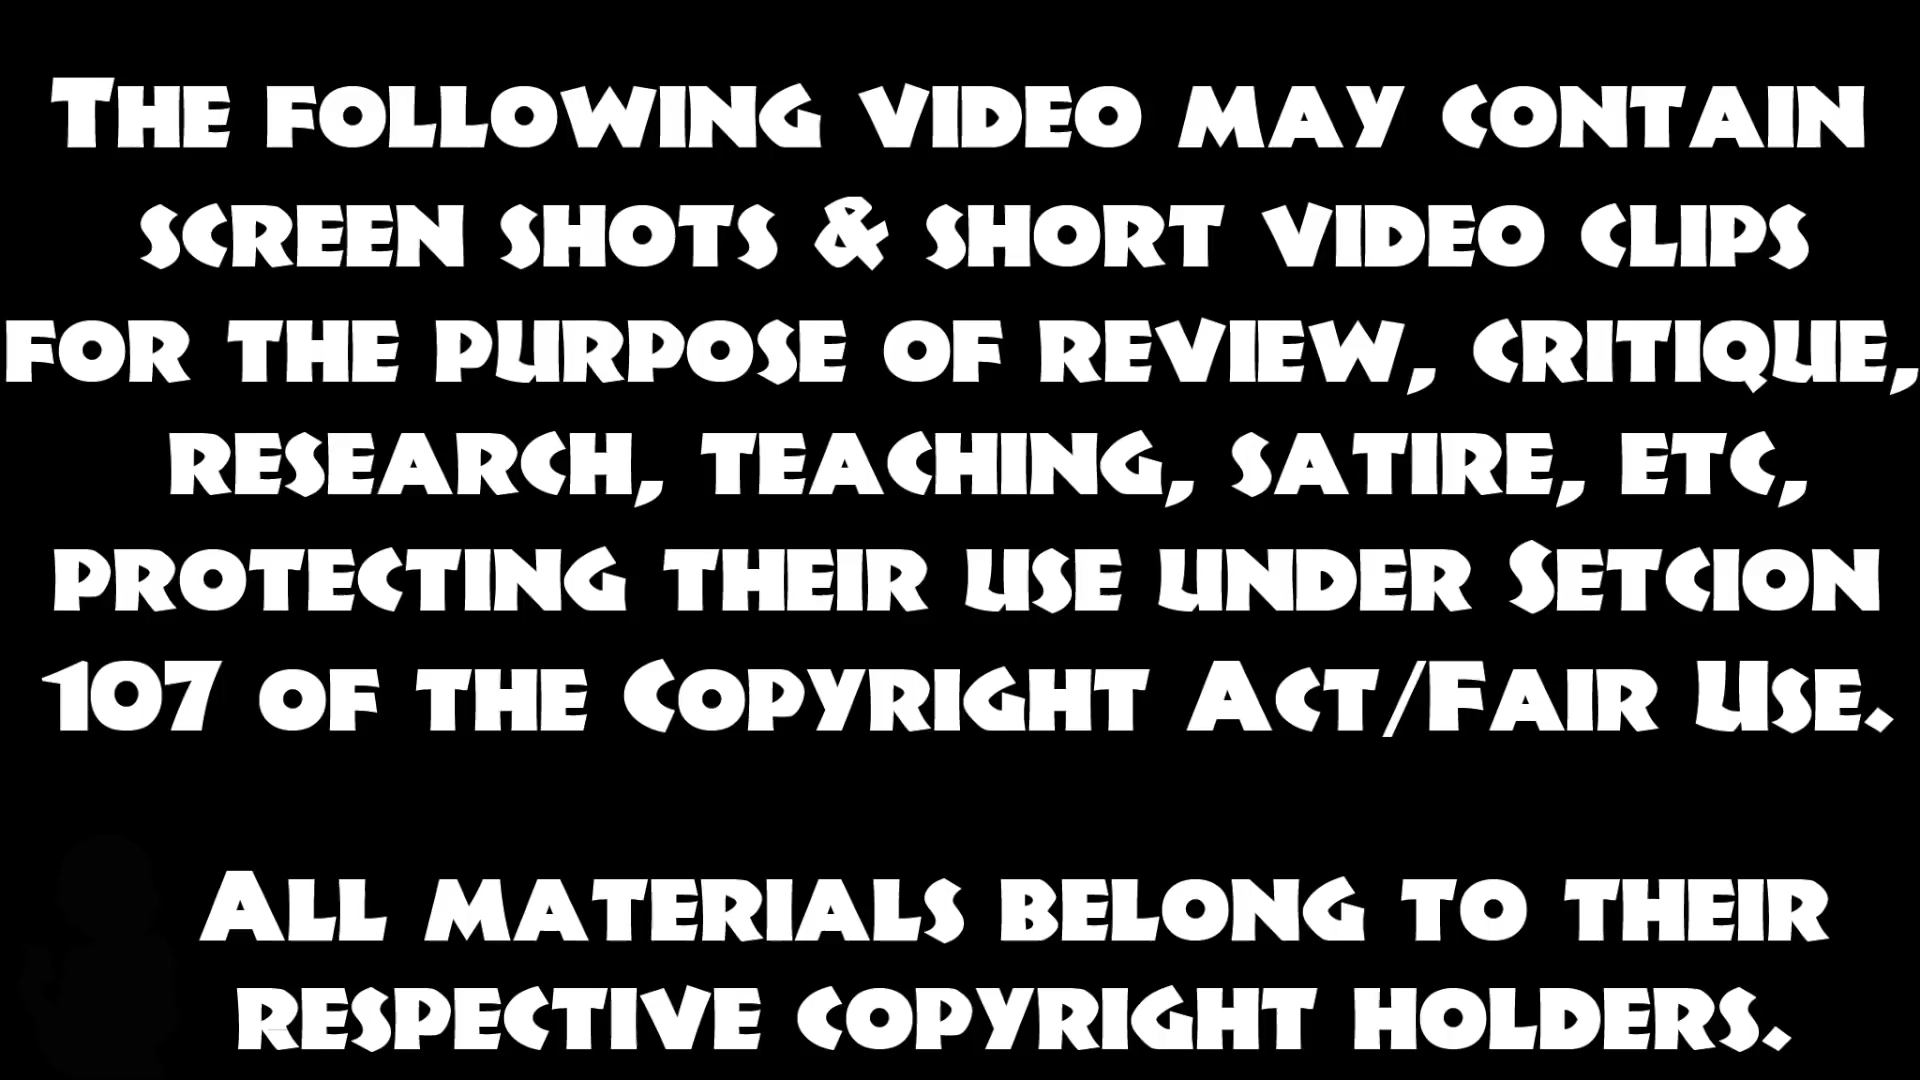 The following video may contain
screen shots & short video clips
for the purpose of review, critique,
research, teaching, satire, etc,
protecting their use under Setcion
107 of the Copyright Act/Fair Use.
All materials belong to their
respective copyright holders.